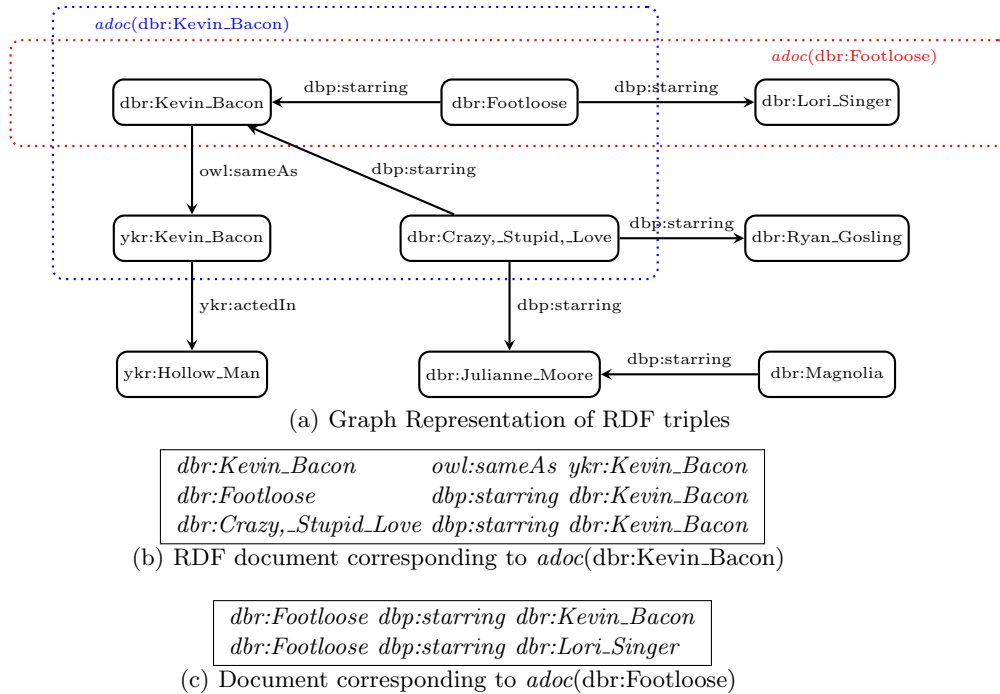 adoc(dbr:Kevin_Bacon)
adoc(dbr:Footloose)
dbp:starring
dbp:starring
dbr:Kevin_Bacon
dbr:Footloose
dbr:Lori_Singer
owl:sameAs
dbp:starring
dbp:starring
ykr:Kevin_Bacon
dbr:Crazy,_Stupid,_Love
dbr:Ryan_Gosling
ykr:actedIn
dbp:starring
dbp:starring
ykr:Hollow_Man
dbr:Julianne_Moore
dbr:Magnolia
(a) Graph Representation of RDF triples
dbr:Kevin_Bacon owl:sameAs ykr:Kevin_Bacon
dbr:Footloose dbp:starring dbr:Kevin_Bacon
dbr:Crazy,_Stupid_Love dbp:starring dbr:Kevin_Bacon
(b) RDF document corresponding to adoc(dbr:Kevin_Bacon)
dbr:Footloose dbp:starring dbr:Kevin_Bacon
dbr:Footloose dbp:starring dbr:Lori_Singer
(c) Document corresponding to adoc(dbr:Footloose)